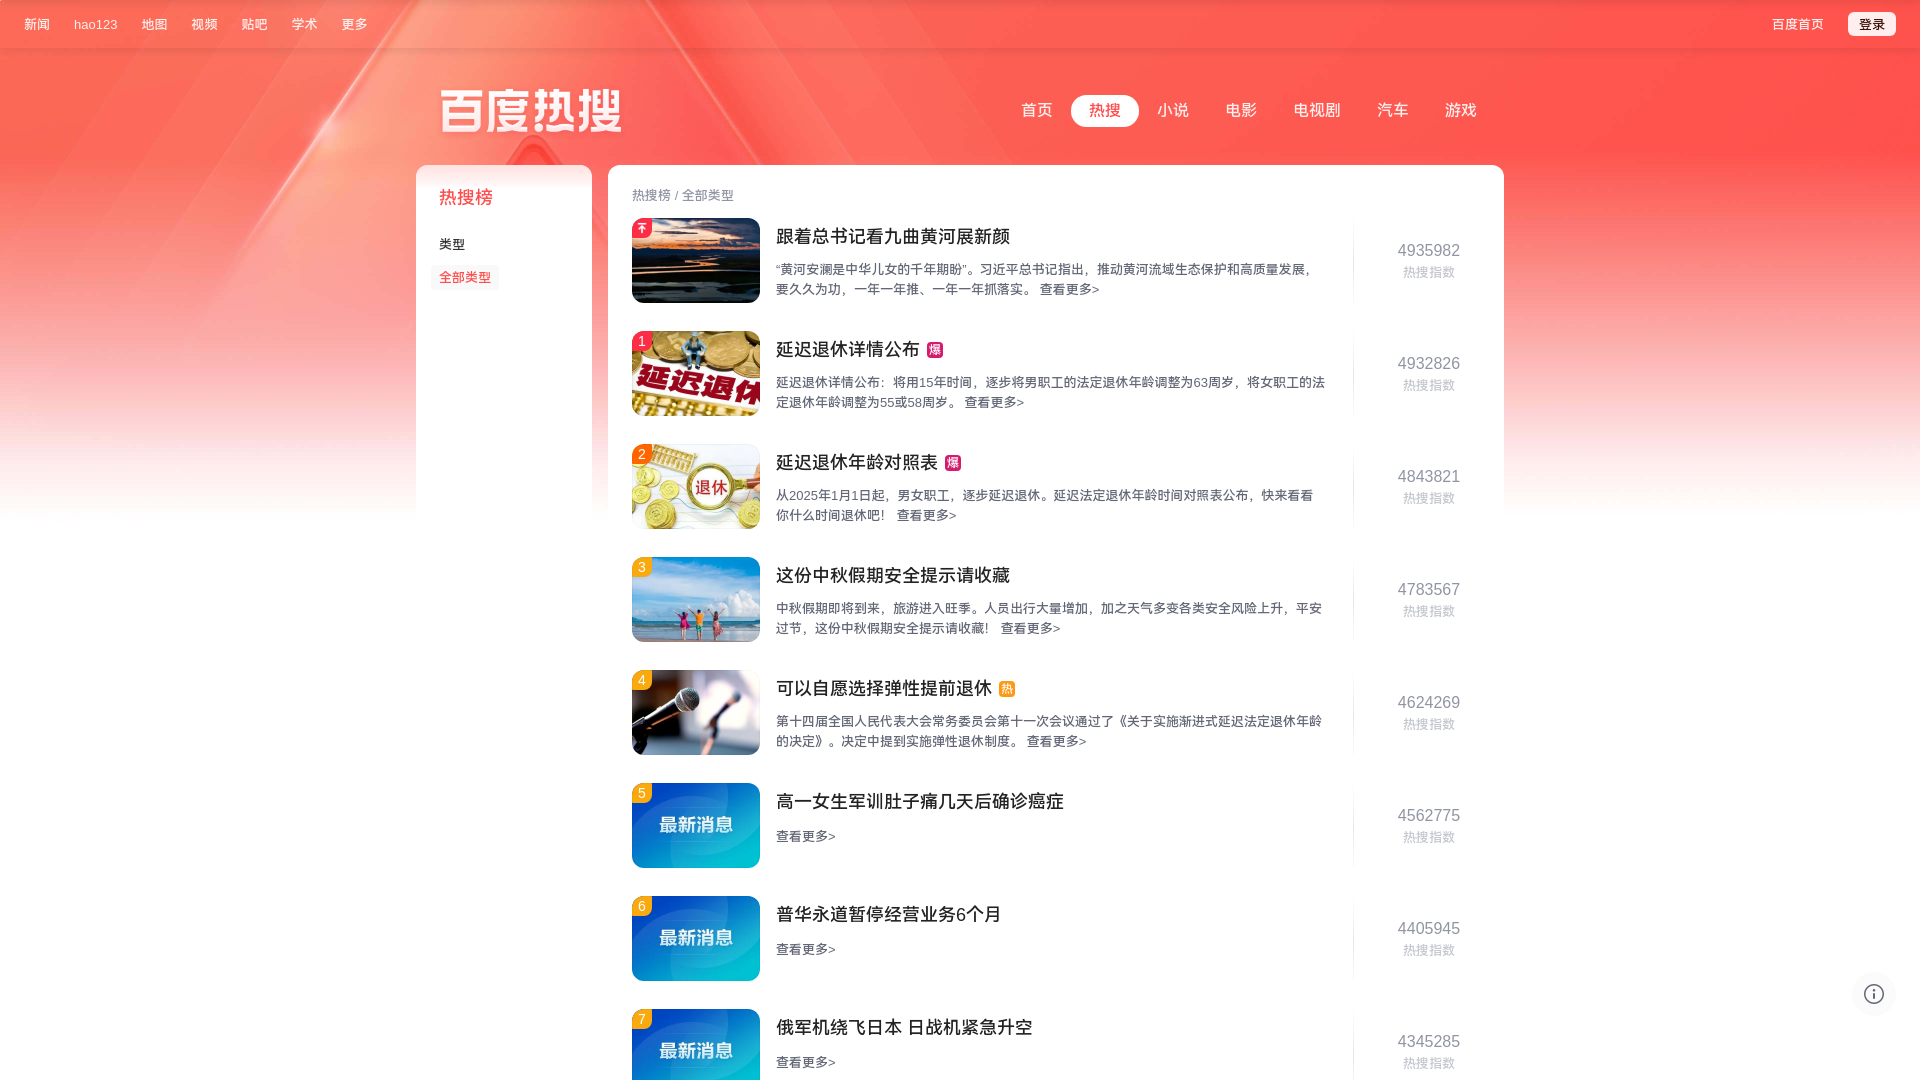 新闻
hao123
地图
视频
贴吧
学术
更多
百度首页
登录
百度热搜
首页
热搜
小说
电影
电视剧
汽车
游戏
热搜榜
类型
全部类型
热搜榜 / 全部类型
跟着总书记看九曲黄河展新颜
“黄河安澜是中华儿女的千年期盼”。习近平总书记指出，推动黄河流域生态保护和高质量发展，
要久久为功，一年一年推、一年一年抓落实。 查看更多>
4935982
热搜指数
1
延迟退休
延迟退休详情公布 爆
延迟退休详情公布：将用15年时间，逐步将男职工的法定退休年龄调整为63周岁，将女职工的法
定退休年龄调整为55或58周岁。 查看更多>
4932826
热搜指数
2
退休
延迟退休年龄对照表 爆
从2025年1月1日起，男女职工，逐步延迟退休。延迟法定退休年龄时间对照表公布，快来看看
你什么时间退休吧！ 查看更多>
4843821
热搜指数
3
这份中秋假期安全提示请收藏
中秋假期即将到来，旅游进入旺季。人员出行大量增加，加之天气多变各类安全风险上升，平安
过节，这份中秋假期安全提示请收藏！ 查看更多>
4783567
热搜指数
4
可以自愿选择弹性提前退休 热
第十四届全国人民代表大会常务委员会第十一次会议通过了《关于实施渐进式延迟法定退休年龄
的决定》。决定中提到实施弹性退休制度。 查看更多>
4624269
热搜指数
5
最新消息
高一女生军训肚子痛几天后确诊癌症
查看更多>
4562775
热搜指数
6
最新消息
普华永道暂停经营业务6个月
查看更多>
4405945
热搜指数
7
最新消息
俄军机绕飞日本 日战机紧急升空
查看更多>
4345285
热搜指数